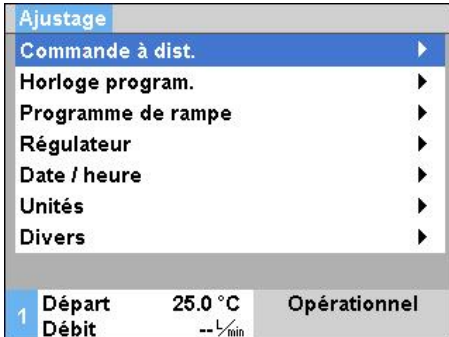 Ajustage
Commande à dist.
Horloge program.
Programme de rampe
Régulateur
Date / heure
Unités
Divers
1 Départ 25.0 °C Opérationnel
Débit -- L/min